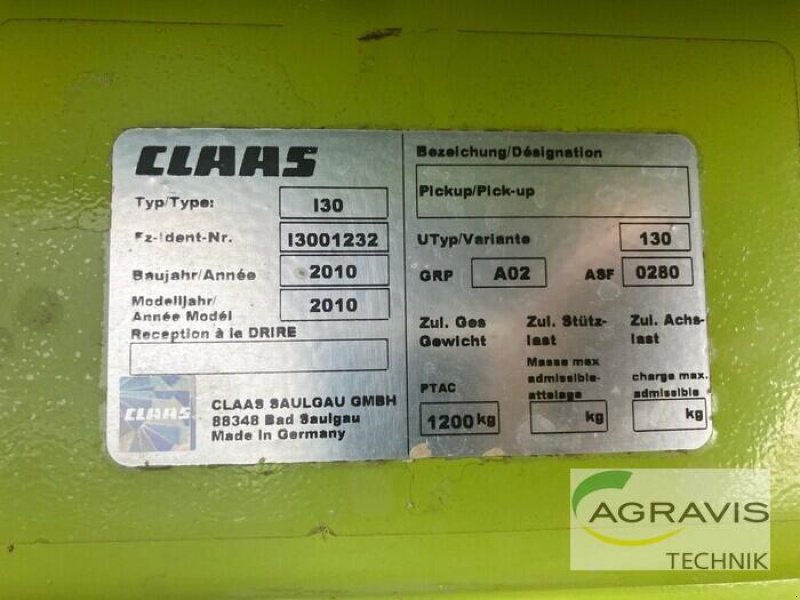 CLAAS
Typ/Type: I30
Fz-Ident-Nr. I3001232
Baujahr/Année 2010
Modelljahr/
Année Modèl 2010
Reception à la DRIRE
CLAAS
CLAAS SAULGAU GMBH
88348 Bad Saulgau
Made in Germany
Bezeichung/Désignation
Pickup/Pick-up
UTyp/Variante 130
GRP A02 ASF 0280
Zul. Ges
Gewicht
PTAC
1200 kg
Zul. Stütz-
last
Masse max
admissible-
attelage
kg
Zul. Achs-
last
charge max.
admissible
kg
AGRAVIS
TECHNIK